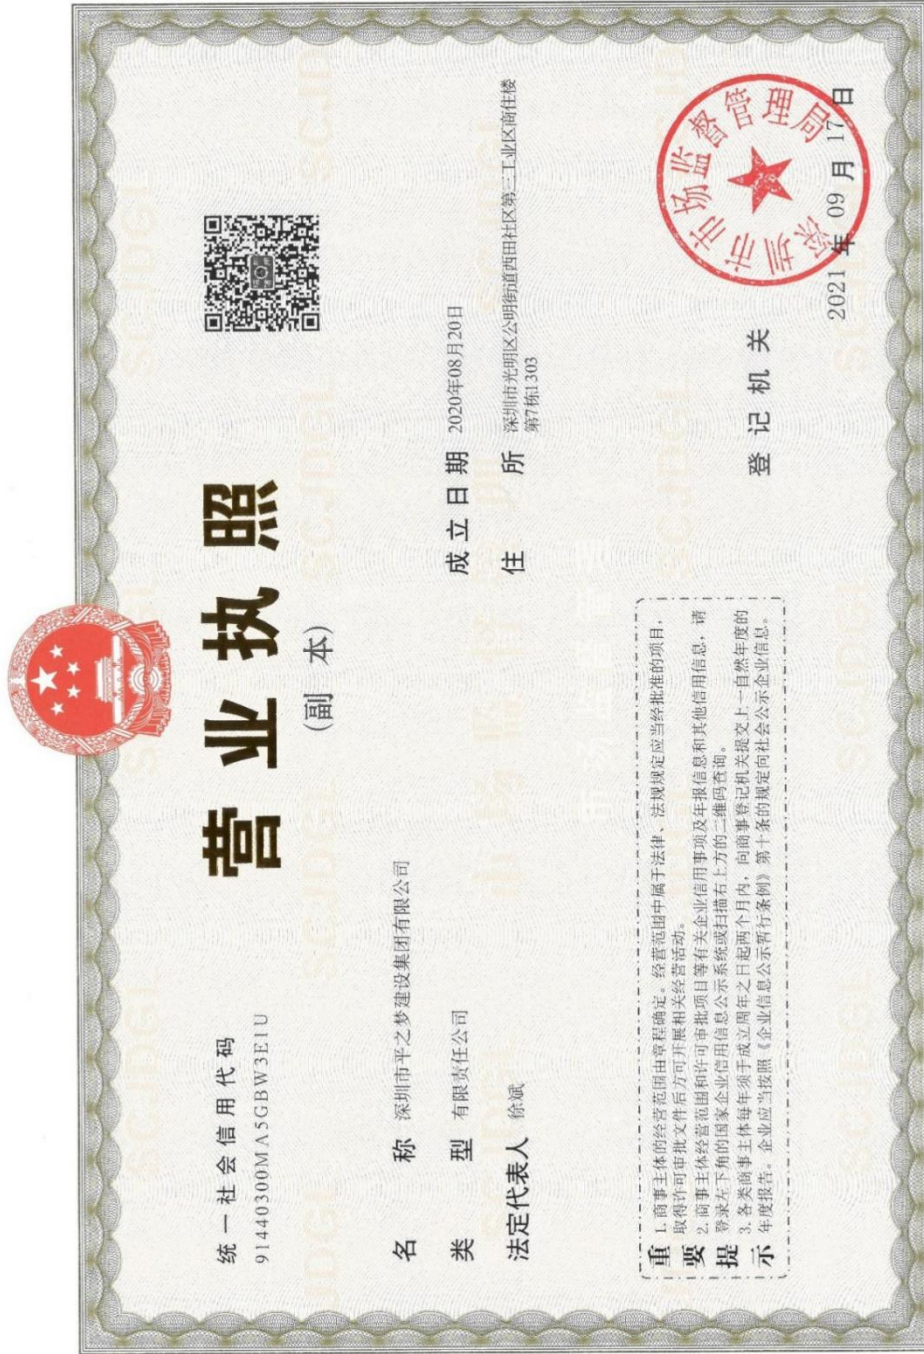 营业执照
(副 本)
统一社会信用代码
91440300MA5GBW3E1U
名 称 深圳市平之梦建设集团有限公司
类 型 有限责任公司
法定代表人 徐斌
成立日期 2020年08月20日
住 所 深圳市光明区公明街道西田社区第三工业区商住楼
第7栋1303
重要提示
1.商事主体的经营范围由章程确定。经营范围中属于法律、法规规定应当经批准的项目,
取得许可审批文件后方可开展相关经营活动。
2.商事主体经营范围和许可审批项目等有关企业信用事项及年报信息和其他信用信息,请
登录左下角的国家企业信用信息公示系统或扫描右上方的二维码查询。
3.各类商事主体每年须于成立周年之日起两个月内,向商事登记机关提交上一自然年度的
年度报告。企业应当按照《企业信息公示暂行条例》第十条的规定向社会公示企业信息。
登记机关
深圳市市场监督管理局
2021 年 09 月 17 日